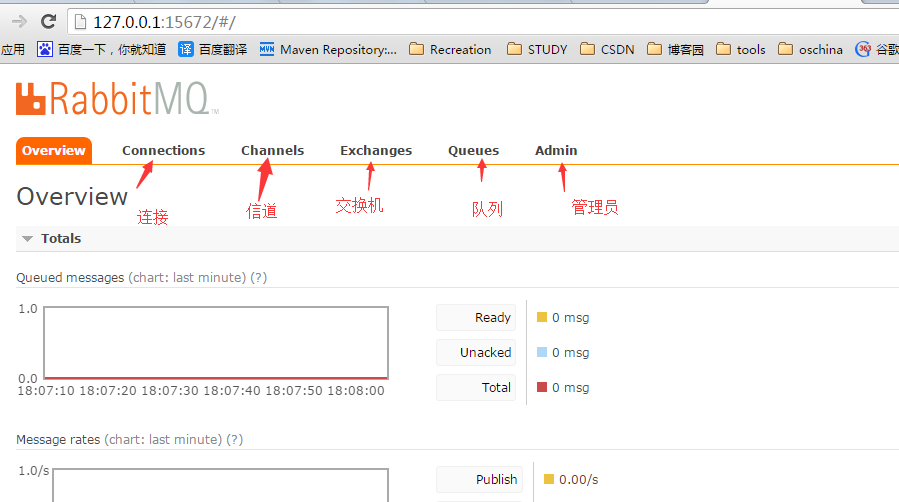 127.0.0.1:15672/#/
应用 百度一下，你就知道 译 百度翻译 MVN Maven Repository:... Recreation STUDY CSDN 博客园 tools oschina 363 谷歌
RabbitMQ™
Overview Connections Channels Exchanges Queues Admin
Overview
连接 信道 交换机 队列 管理员
Totals
Queued messages (chart: last minute) (?)
1.0
0.0
18:07:10 18:07:20 18:07:30 18:07:40 18:07:50 18:08:00
Ready 0 msg
Unacked 0 msg
Total 0 msg
Message rates (chart: last minute) (?)
1.0/s
Publish 0.00/s